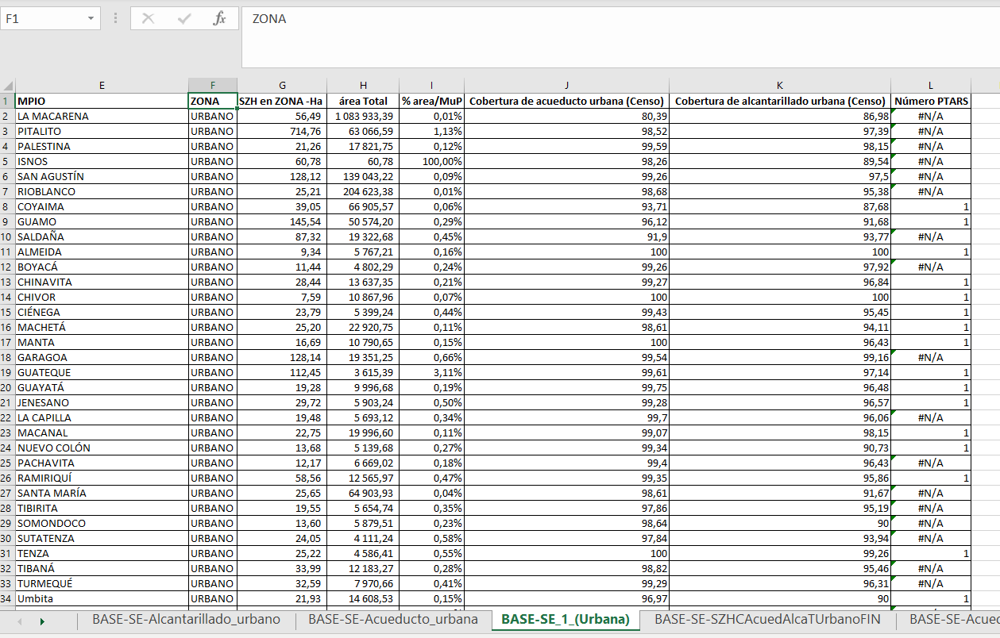 F1 fx ZONA
E F G H I J K L
1 MPIO ZONA SZH en ZONA -Ha área Total % area/MuP Cobertura de acueducto urbana (Censo) Cobertura de alcantarillado urbana (Censo) Número PTARS
2 LA MACARENA URBANO 56,49 1 083 933,39 0,01% 80,39 86,98 #N/A
3 PITALITO URBANO 714,76 63 066,59 1,13% 98,52 97,39 #N/A
4 PALESTINA URBANO 21,26 17 821,75 0,12% 99,59 98,15 #N/A
5 ISNOS URBANO 60,78 60,78 100,00% 98,26 89,54 #N/A
6 SAN AGUSTÍN URBANO 128,12 139 043,22 0,09% 99,26 97,5 #N/A
7 RIOBLANCO URBANO 25,21 204 623,38 0,01% 98,68 95,38 #N/A
8 COYAIMA URBANO 39,05 66 905,57 0,06% 93,71 87,68 1
9 GUAMO URBANO 145,54 50 574,20 0,29% 96,12 91,68 1
10 SALDAÑA URBANO 87,32 19 322,68 0,45% 91,9 93,77 #N/A
11 ALMEIDA URBANO 9,34 5 767,21 0,16% 100 100 1
12 BOYACÁ URBANO 11,44 4 802,29 0,24% 99,26 97,92 #N/A
13 CHINAVITA URBANO 28,44 13 637,35 0,21% 99,27 96,84 1
14 CHIVOR URBANO 7,59 10 867,96 0,07% 100 100 1
15 CIÉNEGA URBANO 23,79 5 399,24 0,44% 99,43 95,45 1
16 MACHETÁ URBANO 25,20 22 920,75 0,11% 98,61 94,11 1
17 MANTA URBANO 16,69 10 790,65 0,15% 100 96,43 1
18 GARAGOA URBANO 128,14 19 351,25 0,66% 99,54 99,16 #N/A
19 GUATEQUE URBANO 112,45 3 615,39 3,11% 99,61 97,14 1
20 GUAYATÁ URBANO 19,28 9 996,68 0,19% 99,75 96,48 1
21 JENESANO URBANO 29,72 5 903,24 0,50% 99,28 96,57 1
22 LA CAPILLA URBANO 19,48 5 693,12 0,34% 99,7 96,06 #N/A
23 MACANAL URBANO 22,75 19 996,60 0,11% 99,07 98,15 1
24 NUEVO COLÓN URBANO 13,68 5 139,68 0,27% 99,34 90,73 1
25 PACHAVITA URBANO 12,17 6 669,02 0,18% 99,4 96,43 #N/A
26 RAMIRIQUÍ URBANO 58,56 12 565,97 0,47% 99,35 95,86 1
27 SANTA MARÍA URBANO 25,65 64 903,93 0,04% 98,61 91,67 #N/A
28 TIBIRITA URBANO 19,55 5 654,74 0,35% 97,86 95,19 #N/A
29 SOMONDOCO URBANO 13,60 5 879,51 0,23% 98,64 90 #N/A
30 SUTATENZA URBANO 24,05 4 111,24 0,58% 97,84 93,94 #N/A
31 TENZA URBANO 25,22 4 586,41 0,55% 100 99,26 1
32 TIBANÁ URBANO 33,99 12 183,27 0,28% 98,82 95,46 #N/A
33 TURMEQUÉ URBANO 32,59 7 970,66 0,41% 99,29 96,31 #N/A
34 Umbita URBANO 21,93 14 608,53 0,15% 96,97 90 1
BASE-SE-Alcantarillado_urbano BASE-SE-Acueducto_urbana BASE-SE_1_(Urbana) BASE-SE-SZHCAcuedAlcaTUrbanoFIN BASE-SE-Acued